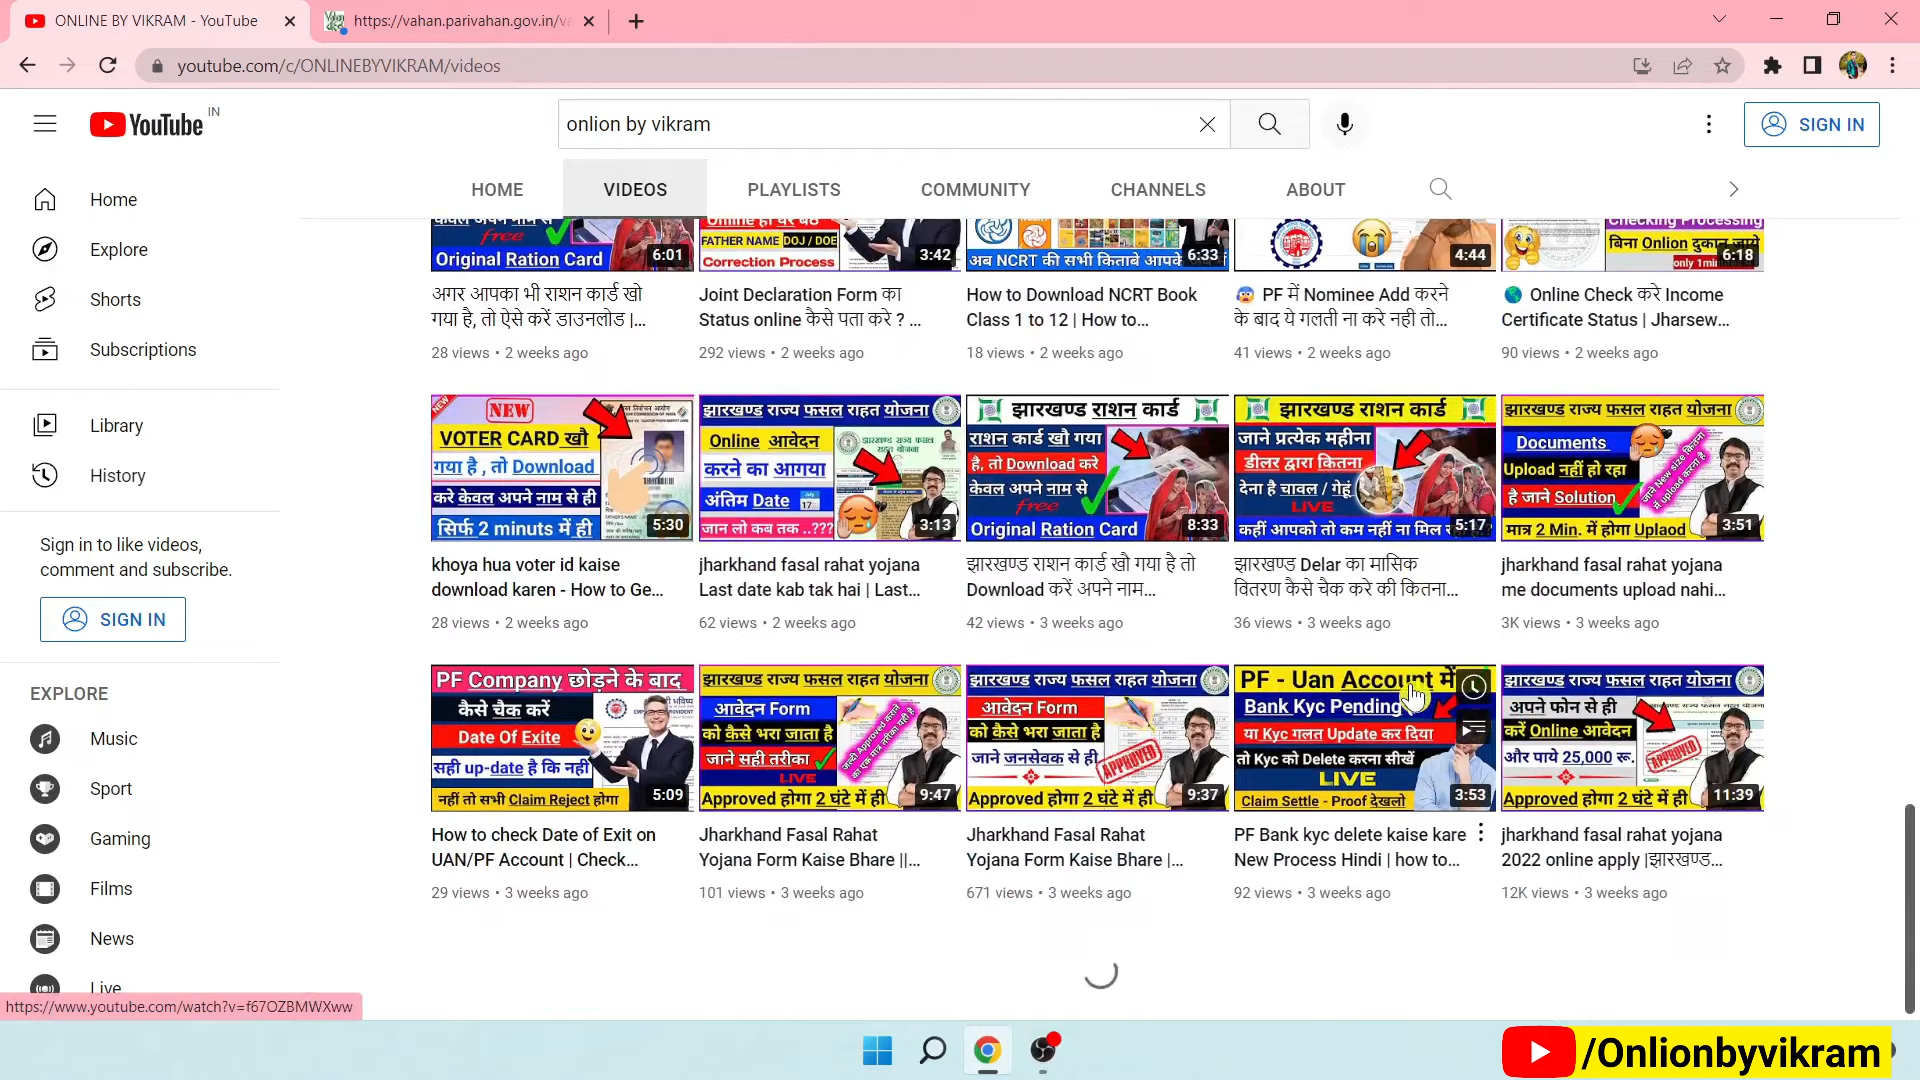 ONLINE BY VIKRAM - YouTube
https://vahan.parivahan.gov.in/va
youtube.com/c/ONLINEBYVIKRAM/videos
YouTube IN
onlion by vikram
SIGN IN
HOME VIDEOS PLAYLISTS COMMUNITY CHANNELS ABOUT
Home
Explore
Shorts
Subscriptions
Library
History
Sign in to like videos,
comment and subscribe.
SIGN IN
EXPLORE
Music
Sport
Gaming
Films
News
Live
free
Original Ration Card
6:01
FATHER NAME DOJ / DOE
Correction Process
3:42
अब NCRT की सभी किताबे आपके
6:33
4:44
Checking Processing
बिना Onlion दुकान जाये
only 1minute
6:18
अगर आपका भी राशन कार्ड खो
गया है, तो ऐसे करें डाउनलोड |...
28 views • 2 weeks ago
Joint Declaration Form का
Status online कैसे पता करे ? ...
292 views • 2 weeks ago
How to Download NCRT Book
Class 1 to 12 | How to...
18 views • 2 weeks ago
😰 PF में Nominee Add करने
के बाद ये गलती ना करे नही तो...
41 views • 2 weeks ago
🌎 Online Check करे Income
Certificate Status | Jharsew...
90 views • 2 weeks ago
NEW
NEW
VOTER CARD खौ
गया है , तो Download
करे केवल अपने नाम से ही
सिर्फ 2 minuts में ही
5:30
झारखण्ड राज्य फसल राहत योजना
Online आवेदन
करने का आगया
अंतिम Date
July 17
जान लो कब तक ..???
3:13
झारखण्ड राशन कार्ड
राशन कार्ड खौ गया
है, तो Download करे
केवल अपने नाम से
free
Original Ration Card
8:33
झारखण्ड राशन कार्ड
जाने प्रत्येक महीना
डीलर द्वारा कितना
देना है चावल / गेहूं
LIVE
कहीं आपको तो कम नहीं ना मिल
5:17
झारखण्ड राज्य फसल राहत योजना
Documents
Upload नहीं हो रहा
है जाने Solution
जाने New size कितना
में upload करना है
मात्र 2 Min. में होगा Uplaod
3:51
khoya hua voter id kaise
download karen - How to Ge...
28 views • 2 weeks ago
jharkhand fasal rahat yojana
Last date kab tak hai | Last...
62 views • 2 weeks ago
झारखण्ड राशन कार्ड खौ गया है तो
Download करें अपने नाम...
42 views • 3 weeks ago
झारखण्ड Delar का मासिक
वितरण कैसे चैक करे की कितना...
36 views • 3 weeks ago
jharkhand fasal rahat yojana
me documents upload nahi...
3K views • 3 weeks ago
PF Company छोड़ने के बाद
कैसे चैक करें
Date Of Exite
सही up-date है कि नहीं
नहीं तो सभी Claim Reject होगा
5:09
झारखण्ड राज्य फसल राहत योजना
आवेदन Form
को कैसे भरा जाता है
जाने सही तरीका
LIVE
जल्दी Approved कराने
का एक मात्र तरीका यही है
Approved होगा 2 घंटे में ही
9:47
झारखण्ड राज्य फसल राहत योजना
आवेदन Form
को कैसे भरा जाता है
जाने जनसेवक से ही
APPROVED
Approved होगा 2 घंटे में ही
9:37
PF - Uan Account में
Bank Kyc Pending
या Kyc गलत Update कर दिया
तो Kyc को Delete करना सीखें
LIVE
Claim Settle - Proof देखलो
3:53
झारखण्ड राज्य फसल राहत योजना
अपने फोन से ही
करें Online आवेदन
और पाये 25,000 रू.
APPROVED
Approved होगा 2 घंटे में ही
11:39
How to check Date of Exit on
UAN/PF Account | Check...
29 views • 3 weeks ago
Jharkhand Fasal Rahat
Yojana Form Kaise Bhare ||...
101 views • 3 weeks ago
Jharkhand Fasal Rahat
Yojana Form Kaise Bhare |...
671 views • 3 weeks ago
PF Bank kyc delete kaise kare
New Process Hindi | how to...
92 views • 3 weeks ago
jharkhand fasal rahat yojana
2022 online apply |झारखण्ड...
12K views • 3 weeks ago
https://www.youtube.com/watch?v=f67OZBMWXww
/Onlionbyvikram